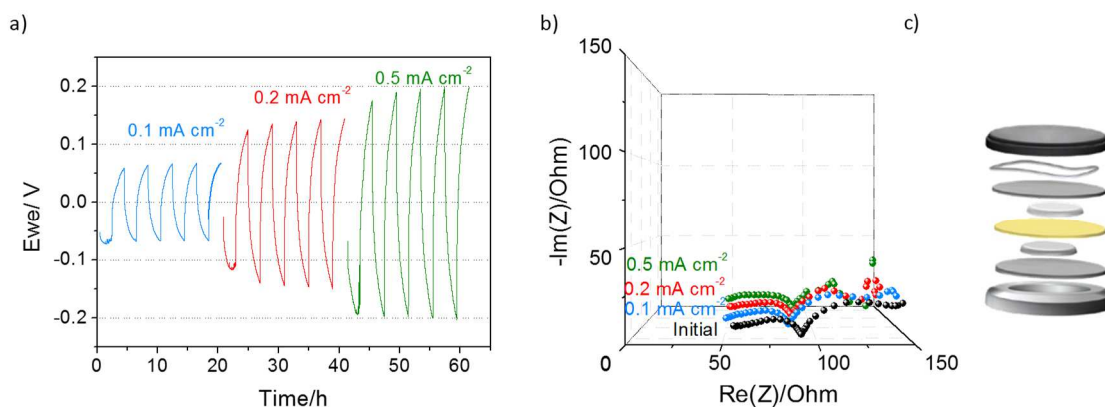 a)
b)
c)
0.2
0.1
0.0
-0.1
-0.2
Ewe/ V
0.1 mA cm⁻²
0.2 mA cm⁻²
0.5 mA cm⁻²
0 10 20 30 40 50 60
Time/h
150
100
50
0
-Im(Z)/Ohm
0.5 mA cm⁻²
0.2 mA cm⁻²
0.1 mA cm⁻²
Initial
0 50 100 150
Re(Z)/Ohm